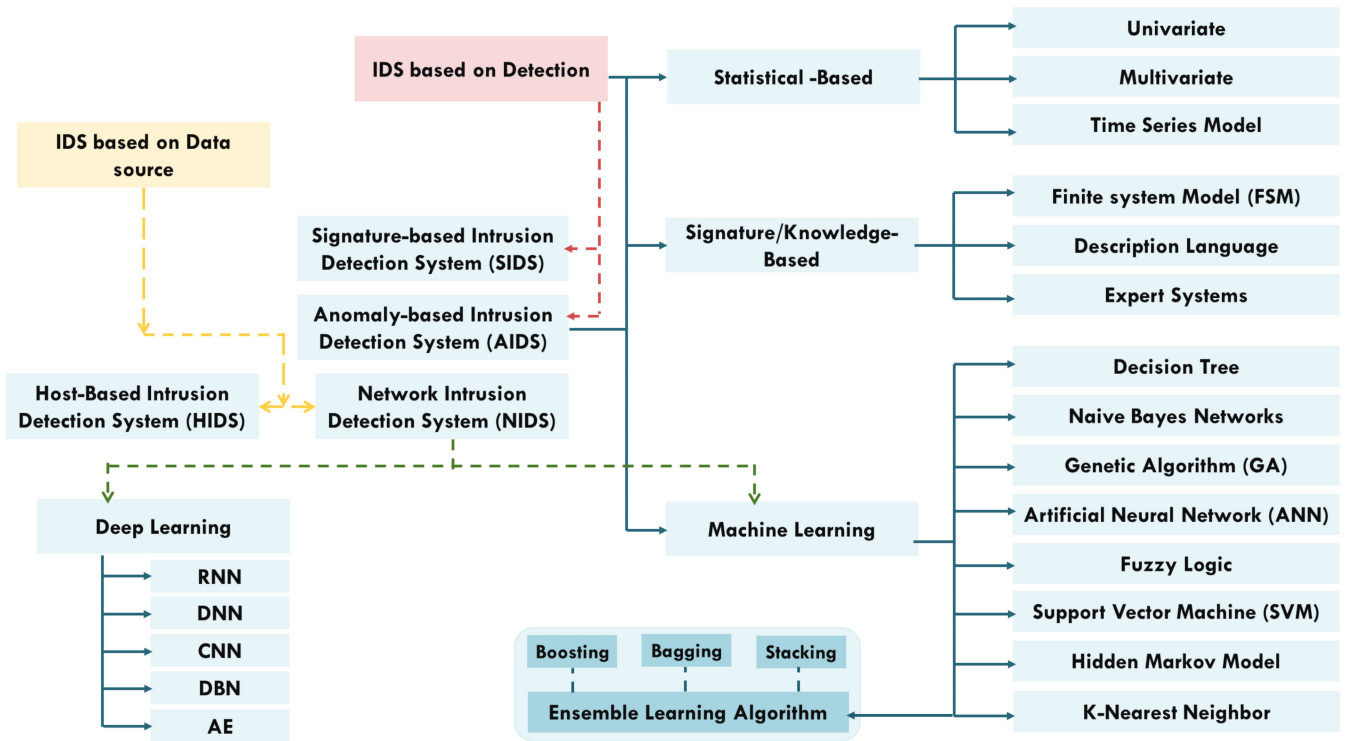 IDS based on Detection
IDS based on Data
source
Signature-based Intrusion
Detection System (SIDS)
Anomaly-based Intrusion
Detection System (AIDS)
Host-Based Intrusion
Detection System (HIDS)
Network Intrusion
Detection System (NIDS)
Deep Learning
RNN
DNN
CNN
DBN
AE
Statistical -Based
Univariate
Multivariate
Time Series Model
Signature/Knowledge-
Based
Finite system Model (FSM)
Description Language
Expert Systems
Machine Learning
Decision Tree
Naive Bayes Networks
Genetic Algorithm (GA)
Artificial Neural Network (ANN)
Fuzzy Logic
Support Vector Machine (SVM)
Hidden Markov Model
K-Nearest Neighbor
Boosting
Bagging
Stacking
Ensemble Learning Algorithm